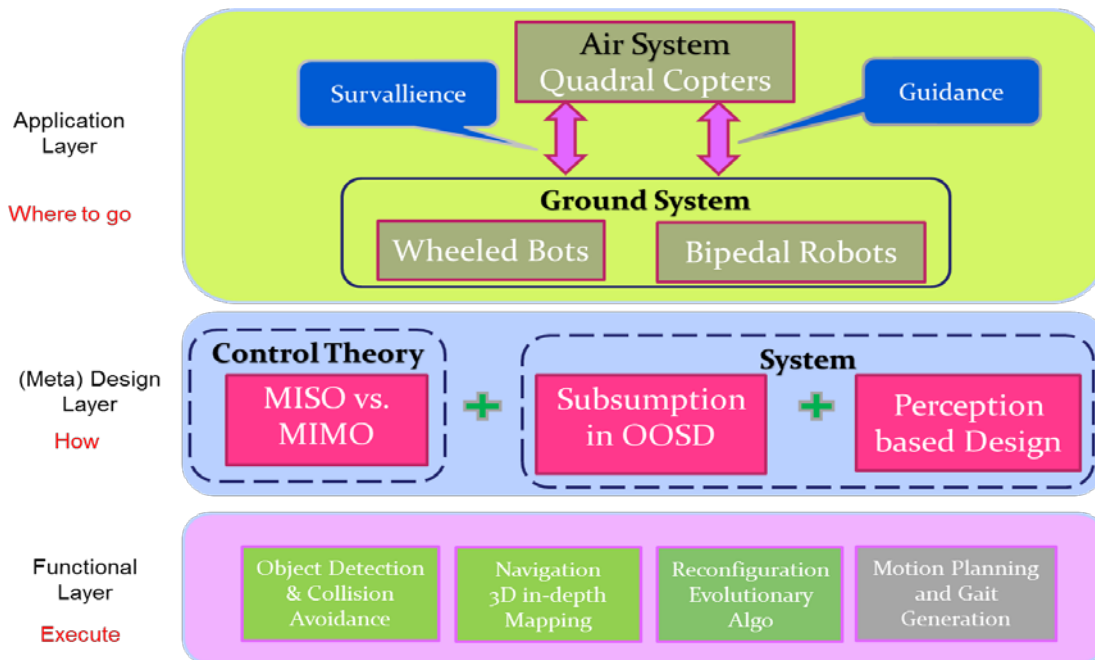 Application
Layer
Where to go
Air System
Quadral Copters
Survallience
Guidance
Ground System
Wheeled Bots
Bipedal Robots
(Meta) Design
Layer
How
Control Theory
MISO vs.
MIMO
System
Subsumption
in OOSD
Perception
based Design
Functional
Layer
Execute
Object Detection
& Collision
Avoidance
Navigation
3D in-depth
Mapping
Reconfiguration
Evolutionary
Algo
Motion Planning
and Gait
Generation